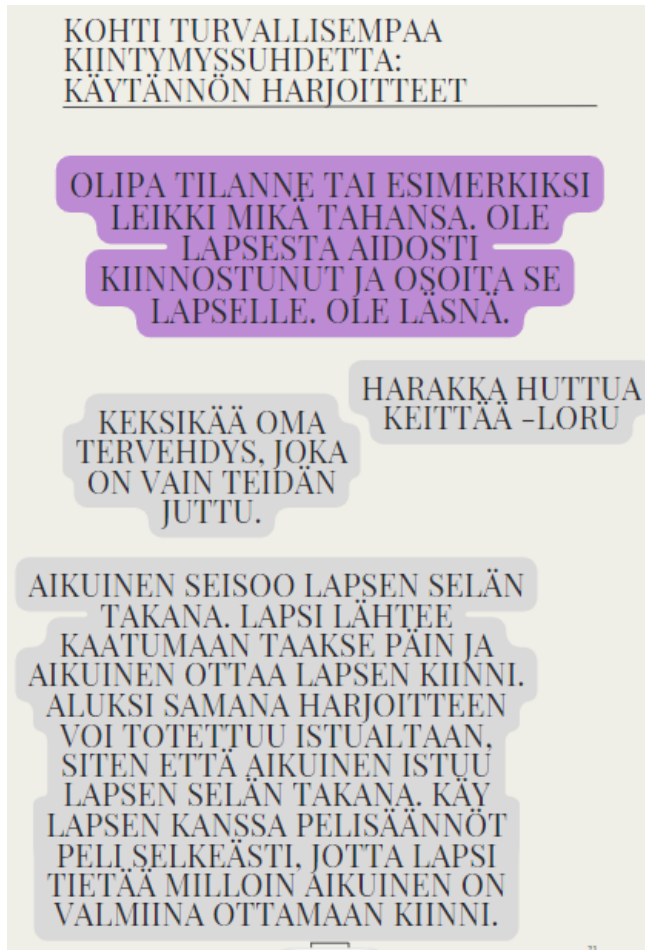 KOHTI TURVALLISEMPAA
KIINTYMYSSUHDETTA:
KÄYTÄNNÖN HARJOITTEET
OLIPA TILANNE TAI ESIMERKIKSI
LEIKKI MIKÄ TAHANSA. OLE
LAPSESTA AIDOSTI
KIINNOSTUNUT JA OSOITA SE
LAPSELLE. OLE LÄSNÄ.
HARAKKA HUTTUA
KEITTÄÄ -LORU
KEKSIKÄÄ OMA
TERVEHDYS, JOKA
ON VAIN TEIDÄN
JUTTU.
AIKUINEN SEISOO LAPSEN SELÄN
TAKANA. LAPSI LÄHTEE
KAATUMAAN TAAKSE PÄIN JA
AIKUINEN OTTAA LAPSEN KIINNI.
ALUKSI SAMANA HARJOITTEEN
VOI TOTETTUU ISTUALTAAN,
SITEN ETTÄ AIKUINEN ISTUU
LAPSEN SELÄN TAKANA. KÄY
LAPSEN KANSSA PELISÄÄNNÖT
PELI SELKEÄSTI, JOTTA LAPSI
TIETÄÄ MILLOIN AIKUINEN ON
VALMIINA OTTAMAAN KIINNI.